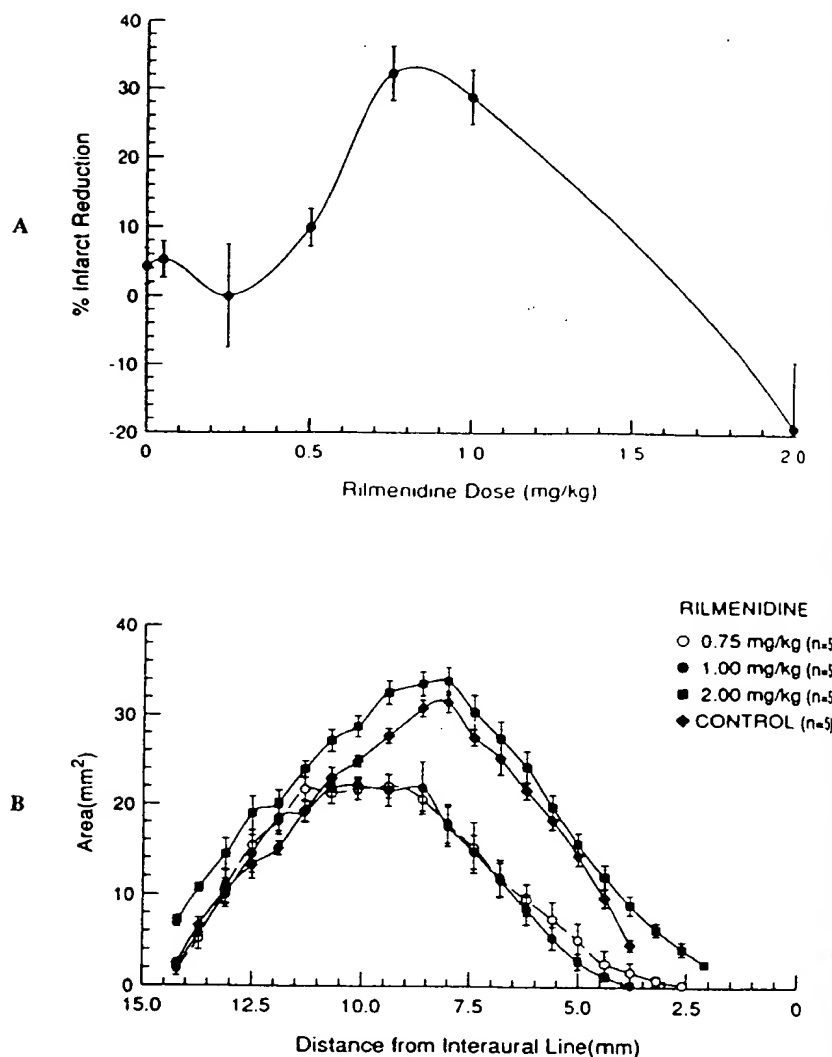 A
% Infarct Reduction
40
30
20
10
0
-10
-20
0 0.5 1.0 1.5 2.0
Rilmenidine Dose (mg/kg)
B
Area(mm²)
40
30
20
10
0
15.0 12.5 10.0 7.5 5.0 2.5 0
Distance from Interaural Line(mm)
RILMENIDINE
0.75 mg/kg (n=5
1.00 mg/kg (n=5
2.00 mg/kg (n=5
CONTROL (n=5)